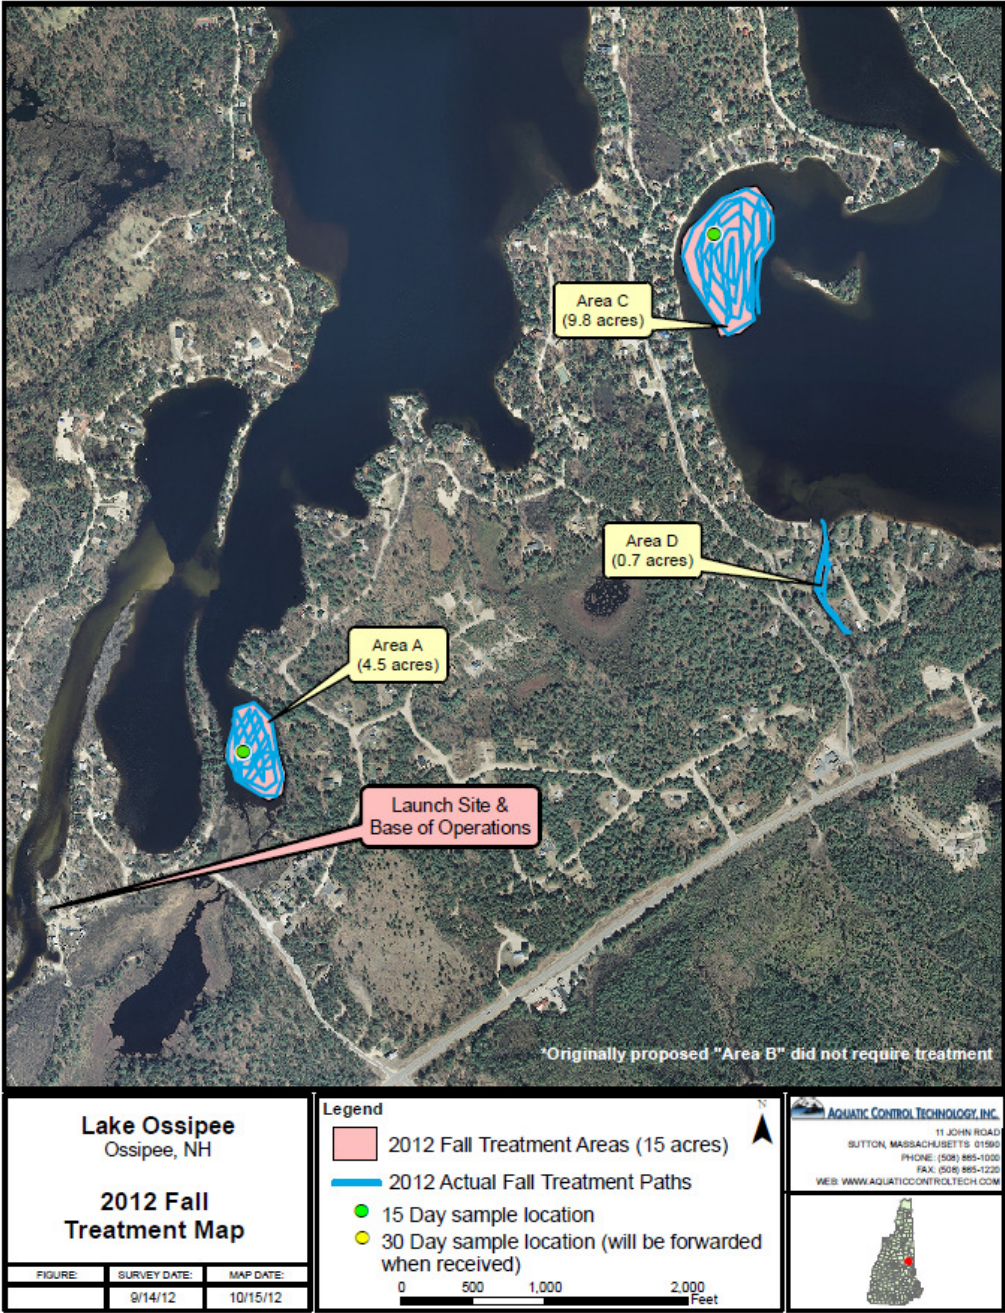 Area C
(9.8 acres)
Area D
(0.7 acres)
Area A
(4.5 acres)
Launch Site &
Base of Operations
*Originally proposed "Area B" did not require treatment
Lake Ossipee
Ossipee, NH
2012 Fall
Treatment Map
FIGURE:
SURVEY DATE:
MAP DATE:
9/14/12
10/15/12
Legend
N
2012 Fall Treatment Areas (15 acres)
2012 Actual Fall Treatment Paths
15 Day sample location
30 Day sample location (will be forwarded
when received)
0 500 1,000 2,000
Feet
AQUATIC CONTROL TECHNOLOGY, INC.
11 JOHN ROAD
SUTTON, MASSACHUSETTS 01590
PHONE: (508) 865-1000
FAX: (508) 865-1220
WEB: WWW.AQUATICCONTROLTECH.COM